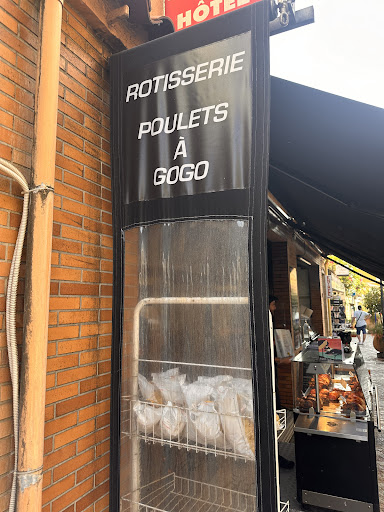 HÔTEL
ROTISSERIE
POULETS
À
GOGO